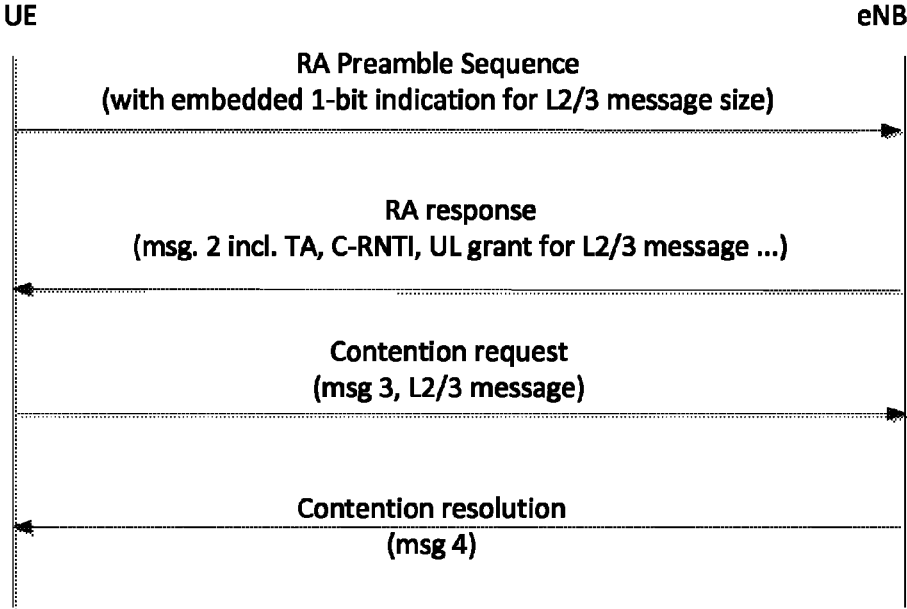 UE
eNB
RA Preamble Sequence
(with embedded 1-bit indication for L2/3 message size)
RA response
(msg. 2 incl. TA, C-RNTI, UL grant for L2/3 message ...)
Contention request
(msg 3, L2/3 message)
Contention resolution
(msg 4)